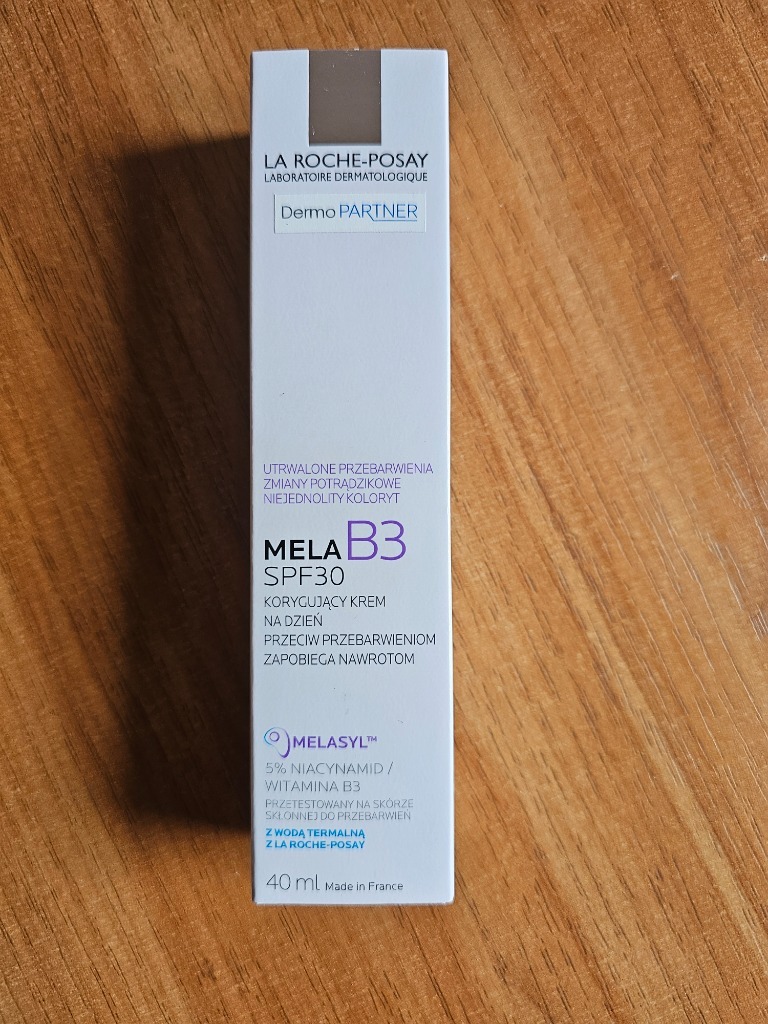 LA ROCHE-POSAY
LABORATOIRE DERMATOLOGIQUE
Dermo PARTNER
UTRWALONE PRZEBARWIENIA
ZMIANY POTRĄDZIKOWE
NIEJEDNOLITY KOLORYT
MELA B3
SPF30
KORYGUJĄCY KREM
NA DZIEŃ
PRZECIW PRZEBARWIENIOM
ZAPOBIEGA NAWROTOM
MELASYL™
5% NIACYNAMID /
WITAMINA B3
PRZETESTOWANY NA SKÓRZE
SKŁONNEJ DO PRZEBARWIEŃ
Z WODĄ TERMALNĄ
Z LA ROCHE-POSAY
40 ml Made in France